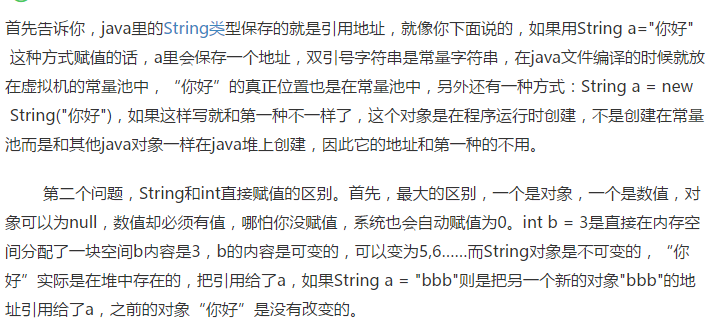 首先告诉你，java里的String类型保存的就是引用地址，就像你下面说的，如果用String a="你好"
这种方式赋值的话，a里会保存一个地址，双引号字符串是常量字符串，在java文件编译的时候就放
在虚拟机的常量池中，“你好”的真正位置也是在常量池中，另外还有一种方式：String a = new
String("你好")，如果这样写就和第一种不一样了，这个对象是在程序运行时创建，不是创建在常量
池而是和其他java对象一样在java堆上创建，因此它的地址和第一种的不用。
第二个问题，String和int直接赋值的区别。首先，最大的区别，一个是对象，一个是数值，对
象可以为null，数值却必须有值，哪怕你没赋值，系统也会自动赋值为0。int b = 3是直接在内存空
间分配了一块空间b内容是3，b的内容是可变的，可以变为5,6......而String对象是不可变的，“你
好”实际是在堆中存在的，把引用给了a，如果String a = "bbb"则是把另一个新的对象"bbb"的地
址引用给了a，之前的对象“你好”是没有改变的。